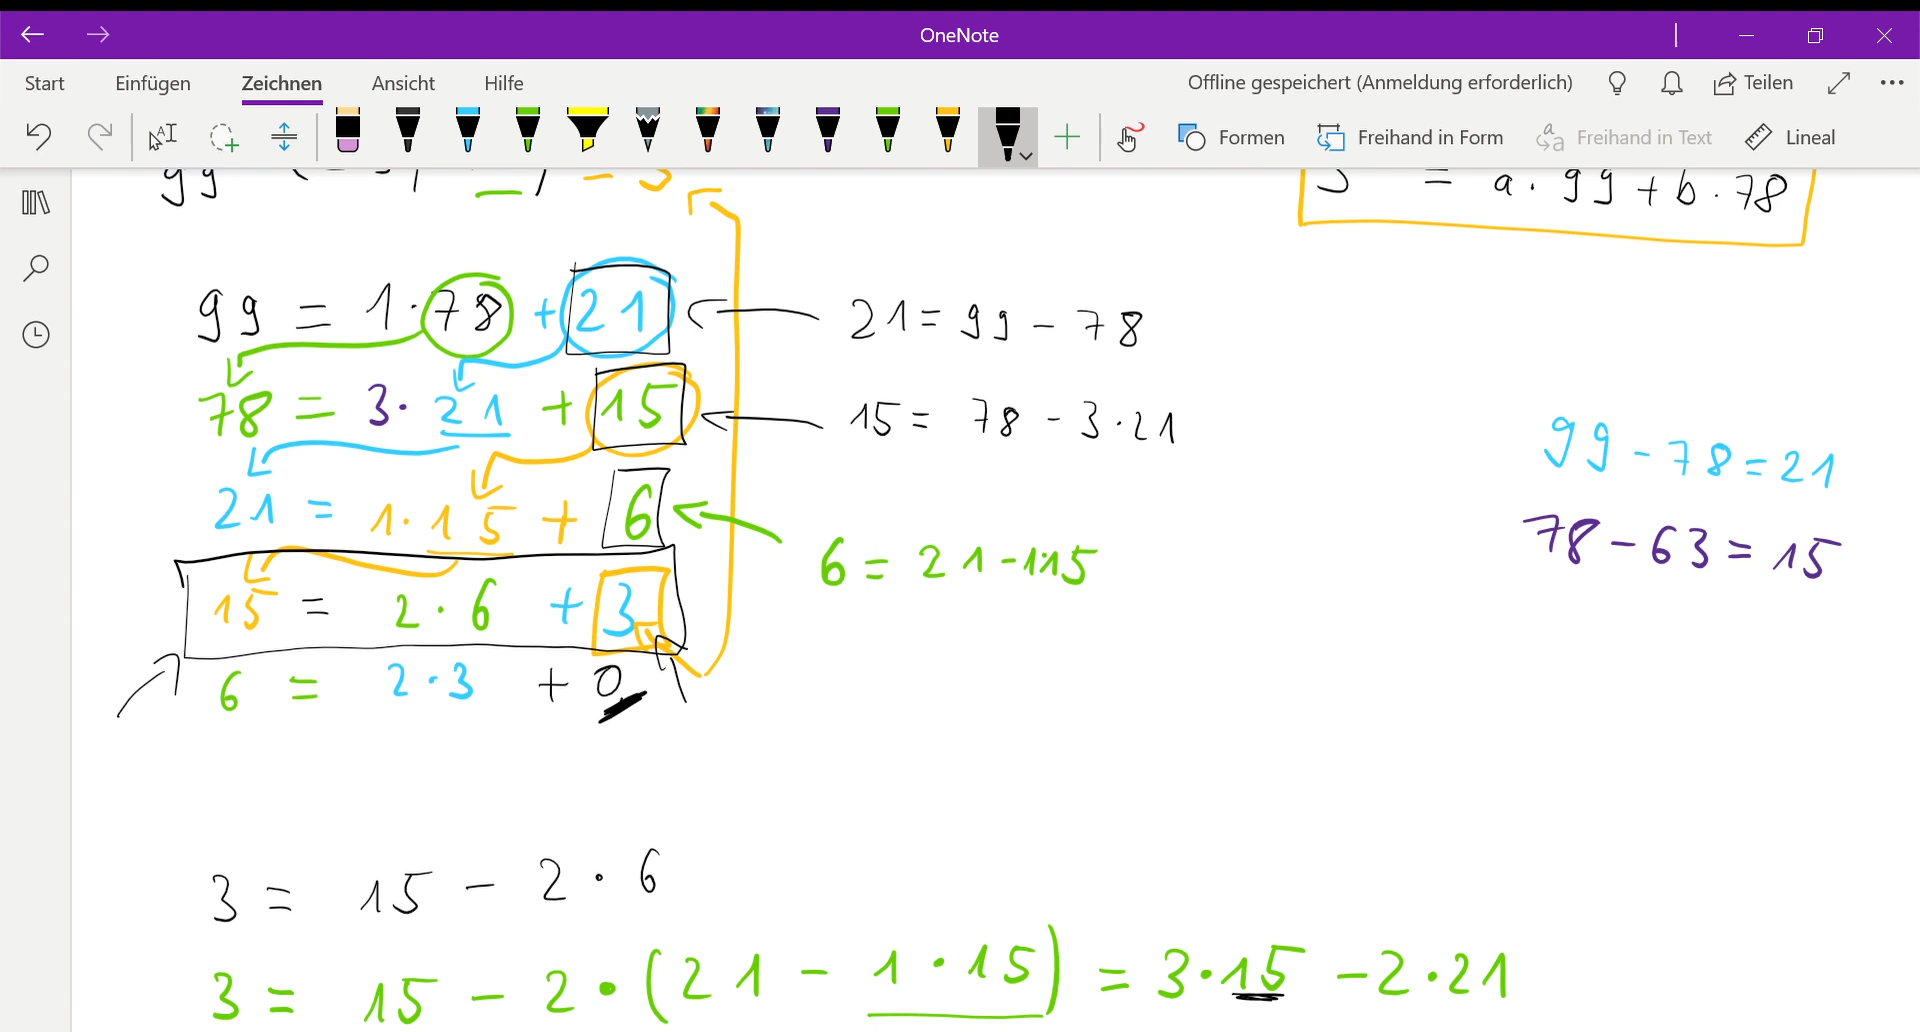 OneNote
Start Einfügen Zeichnen Ansicht Hilfe Offline gespeichert (Anmeldung erforderlich) Teilen
Formen Freihand in Form Freihand in Text Lineal
= a · 99 + b · 78
99 = 1 · 78 + 21
21 = 99 - 78
78 = 3 · 21 + 15
15 = 78 - 3 · 21
99 - 78 = 21
21 = 1 · 15 + 6
78 - 63 = 15
6 = 21 - 1·15
15 = 2 · 6 + 3
6 = 2 · 3 + 0
3 = 15 - 2 · 6
3 = 15 - 2 · (21 - 1 · 15) = 3 · 15 - 2 · 21